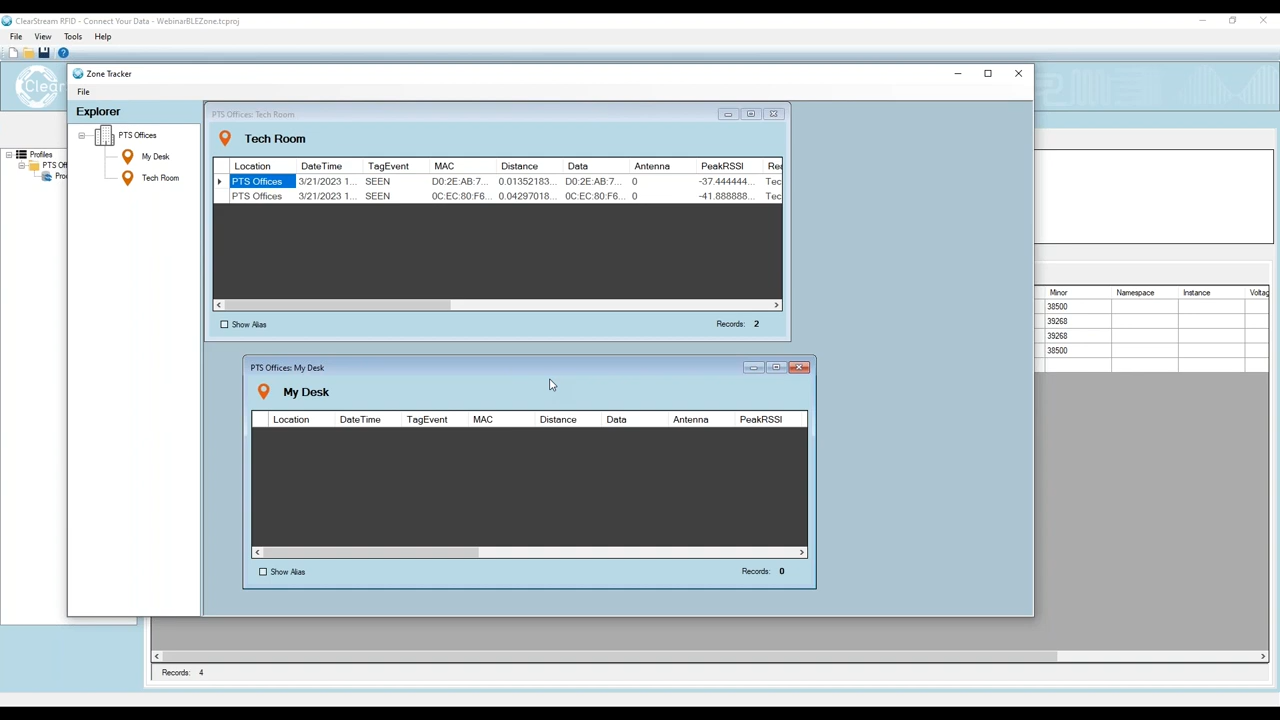 ClearStream RFID - Connect Your Data - WebinarBLEZone.tcproj
File View Tools Help
Zone Tracker
File
Explorer
PTS Offices
My Desk
Tech Room
Profiles
PTS Of
PTS Offices: Tech Room
Tech Room
Location DateTime TagEvent MAC Distance Data Antenna PeakRSSI
PTS Offices 3/21/2023 1... SEEN D0:2E:AB:7... 0.01352183... D0:2E:AB:7... 0 -37.444444... Tec
PTS Offices 3/21/2023 1... SEEN 0C:EC:80:F6... 0.04297018... 0C:EC:80:F6... 0 -41.888888... Tec
Show Alias Records: 2
PTS Offices: My Desk
My Desk
Location DateTime TagEvent MAC Distance Data Antenna PeakRSSI
Show Alias Records: 0
Minor Namespace Instance Voltag
38500
39268
39268
38500
Records: 4